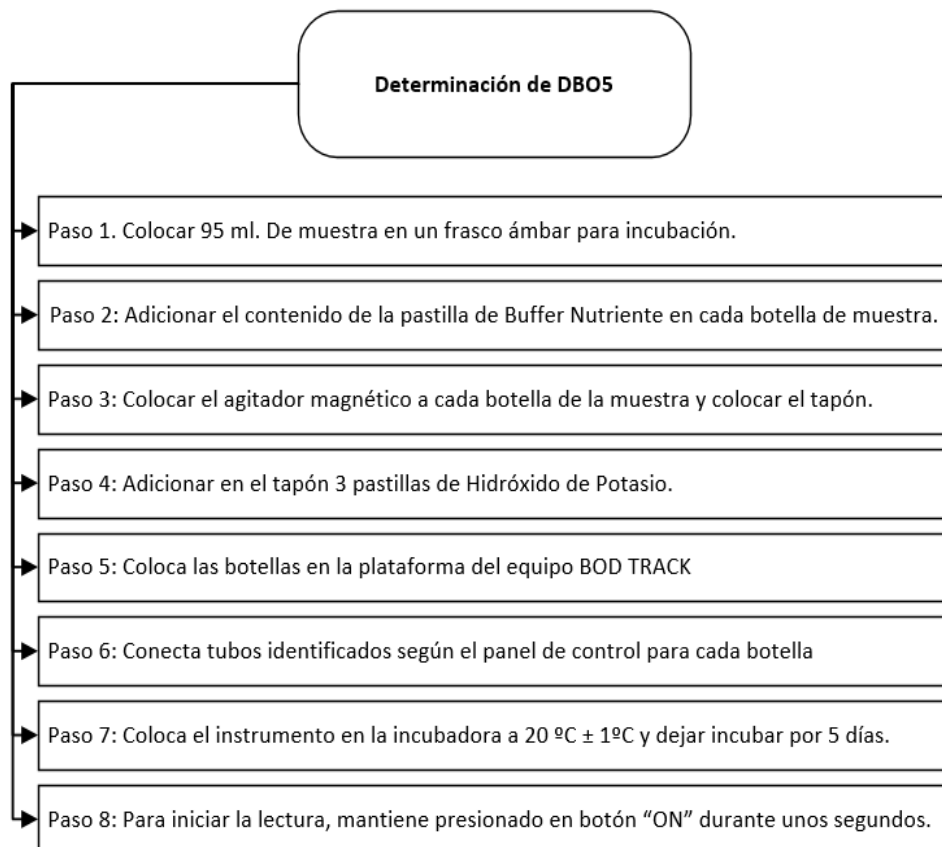 Determinación de DBO5
Paso 1. Colocar 95 ml. De muestra en un frasco ámbar para incubación.
Paso 2: Adicionar el contenido de la pastilla de Buffer Nutriente en cada botella de muestra.
Paso 3: Colocar el agitador magnético a cada botella de la muestra y colocar el tapón.
Paso 4: Adicionar en el tapón 3 pastillas de Hidróxido de Potasio.
Paso 5: Coloca las botellas en la plataforma del equipo BOD TRACK
Paso 6: Conecta tubos identificados según el panel de control para cada botella
Paso 7: Coloca el instrumento en la incubadora a 20 ºC ± 1ºC y dejar incubar por 5 días.
Paso 8: Para iniciar la lectura, mantiene presionado en botón “ON” durante unos segundos.